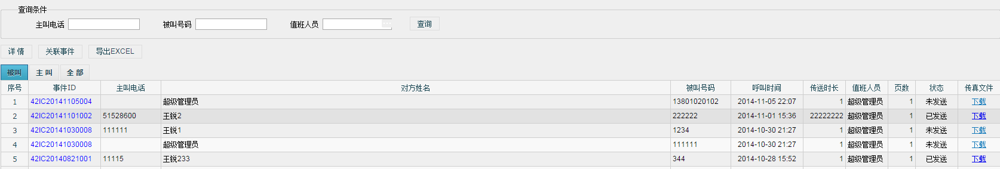 查询条件
主叫电话 被叫号码 值班人员 ... 查询
详 情 关联事件 导出EXCEL
被叫 主 叫 全 部
序号 事件ID 主叫电话 对方姓名 被叫号码 呼叫时间 传送时长 值班人员 页数 状态 传真文件
1 42IC20141105004 超级管理员 13801020102 2014-11-05 22:07 1 超级管理员 1 未发送 下载
2 42IC20141101002 51528600 王锐2 222222 2014-11-01 15:36 22222222 超级管理员 1 已发送 下载
3 42IC20141030008 111111 王锐1 1234 2014-10-30 21:27 1 超级管理员 1 未发送 下载
4 42IC20141030008 超级管理员 111111 2014-10-30 21:27 1 超级管理员 1 未发送 下载
5 42IC20140821001 11115 王锐233 344 2014-10-28 15:52 1 超级管理员 1 已发送 下载